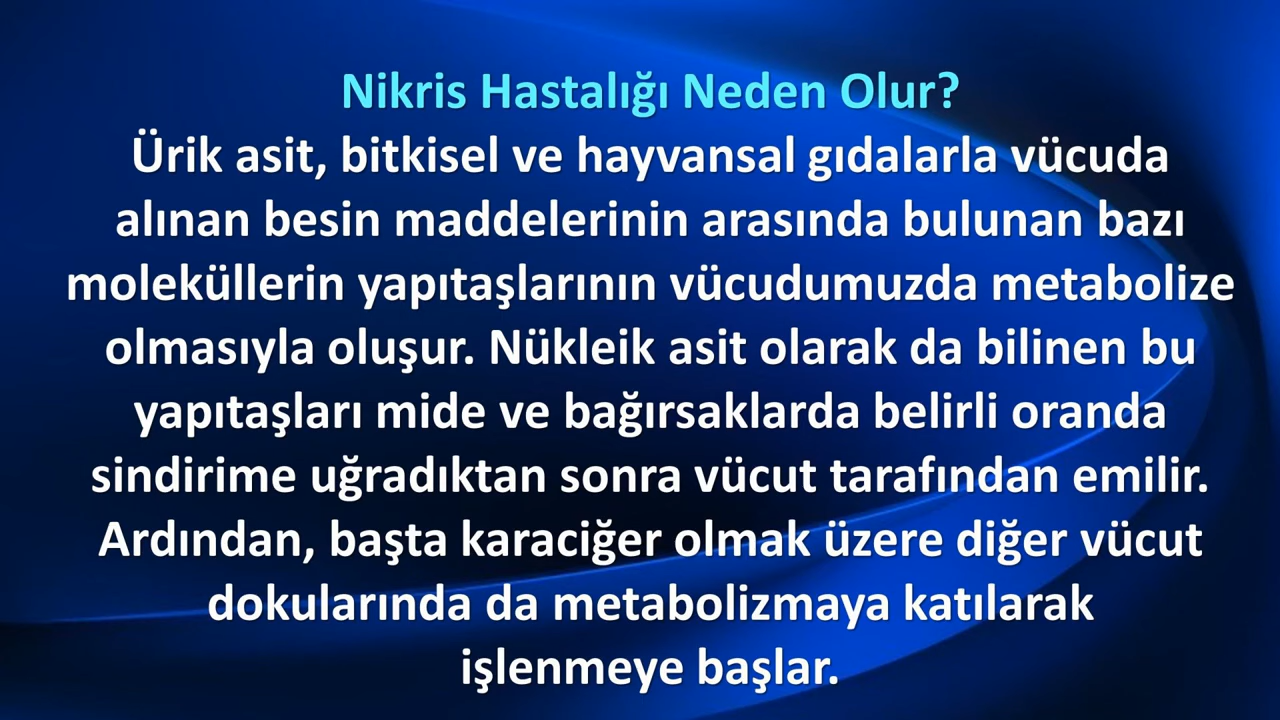 Nikris Hastalığı Neden Olur?
Ürik asit, bitkisel ve hayvansal gıdalarla vücuda
alınan besin maddelerinin arasında bulunan bazı
moleküllerin yapıtaşlarının vücudumuzda metabolize
olmasıyla oluşur. Nükleik asit olarak da bilinen bu
yapıtaşları mide ve bağırsaklarda belirli oranda
sindirime uğradıktan sonra vücut tarafından emilir.
Ardından, başta karaciğer olmak üzere diğer vücut
dokularında da metabolizmaya katılarak
işlenmeye başlar.